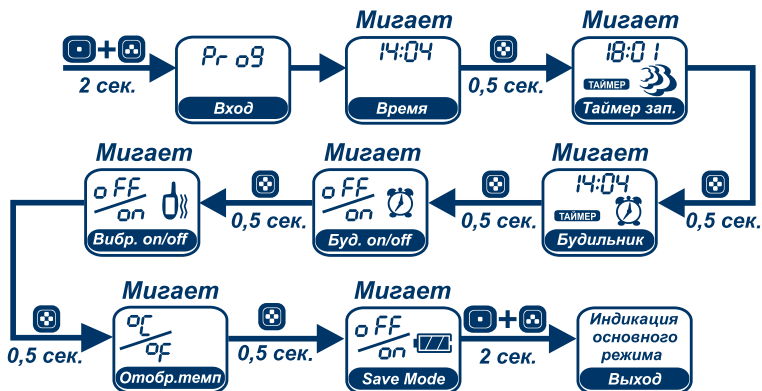 Мигает
Мигает
2 сек.
Pr og
Вход
14:04
Время
0,5 сек.
18:01
ТАЙМЕР
Таймер зап.
Мигает
Мигает
Мигает
oFF
on
Вибр. on/off
0,5 сек.
oFF
on
Буд. on/off
0,5 сек.
14:04
ТАЙМЕР
Будильник
0,5 сек.
Мигает
Мигает
0,5 сек.
°C
°F
Отобр.темп
0,5 сек.
oFF
on
Save Mode
2 сек.
Индикация
основного
режима
Выход